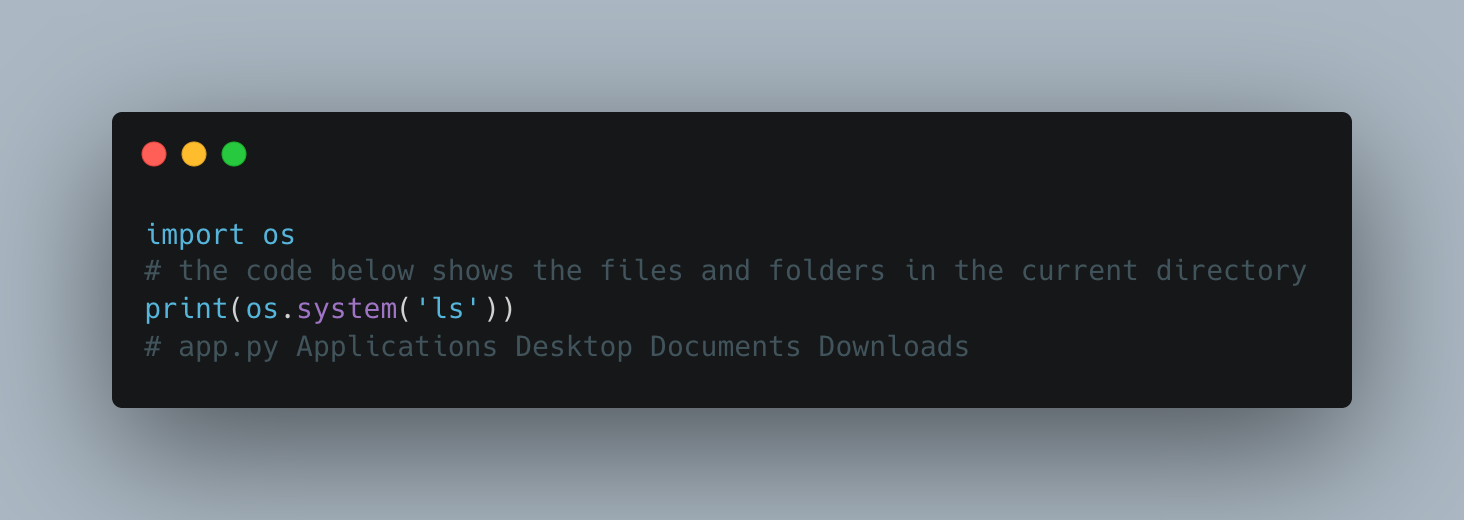 import os
# the code below shows the files and folders in the current directory
print(os.system('ls'))
# app.py Applications Desktop Documents Downloads